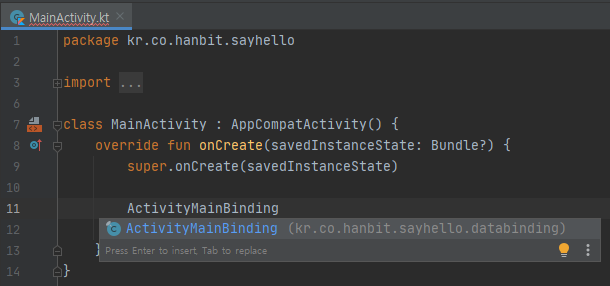 MainActivity.kt
1 package kr.co.hanbit.sayhello
2
3 import ...
6
7 class MainActivity : AppCompatActivity() {
8 override fun onCreate(savedInstanceState: Bundle?) {
9 super.onCreate(savedInstanceState)
10
11 ActivityMainBinding
12 ActivityMainBinding (kr.co.hanbit.sayhello.databinding)
13 } Press Enter to insert, Tab to replace
14 }